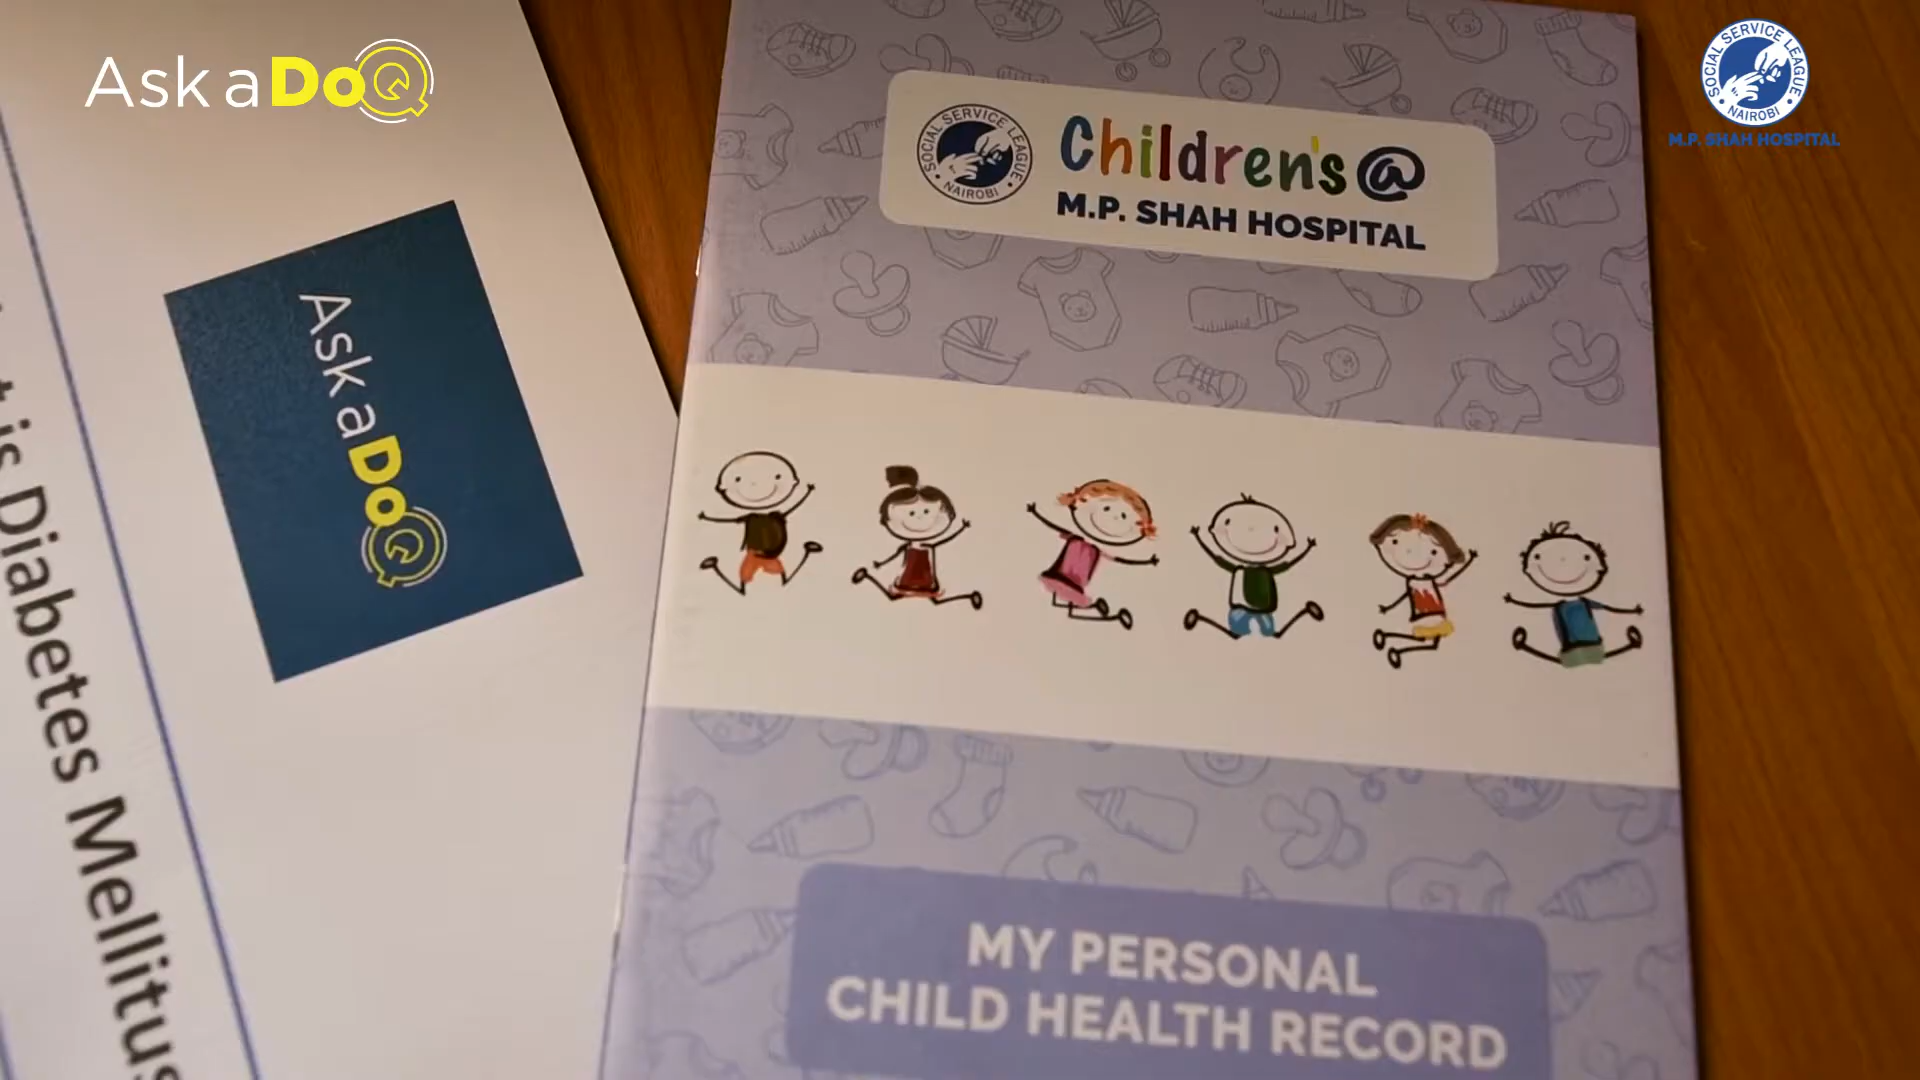 Ask a DoQ
SOCIAL SERVICE LEAGUE
• NAIROBI •
M.P. SHAH HOSPITAL
Ask a DoQ
is Diabetes Mellitus
SOCIAL SERVICE LEAGUE
• NAIROBI •
Children's@
M.P. SHAH HOSPITAL
MY PERSONAL
CHILD HEALTH RECORD